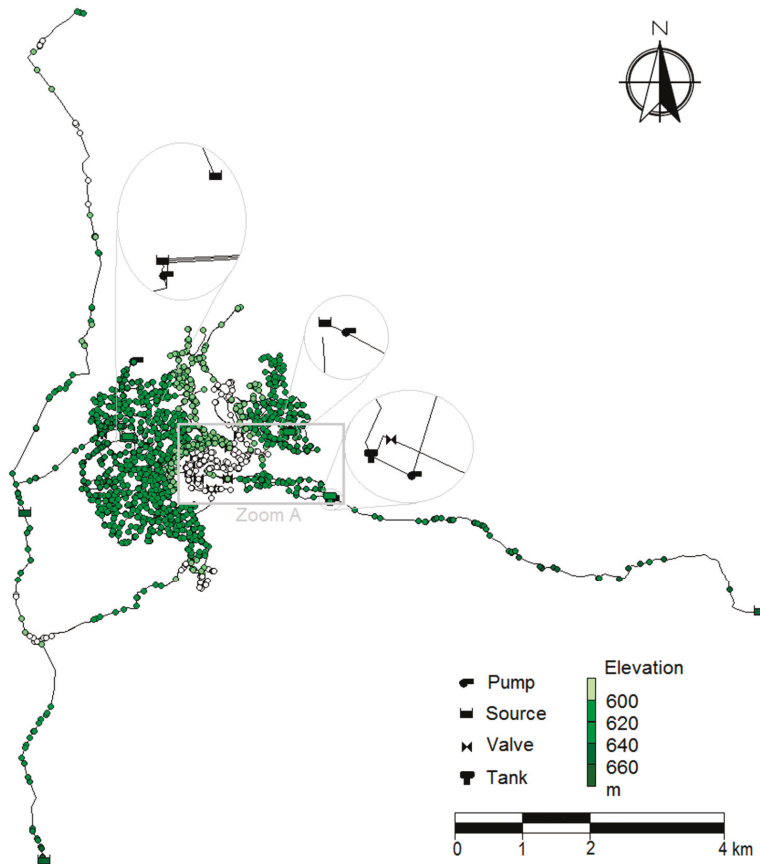 N
Zoom A
Pump
Source
Valve
Tank
Elevation
600
620
640
660
m
0 1 2 4 km